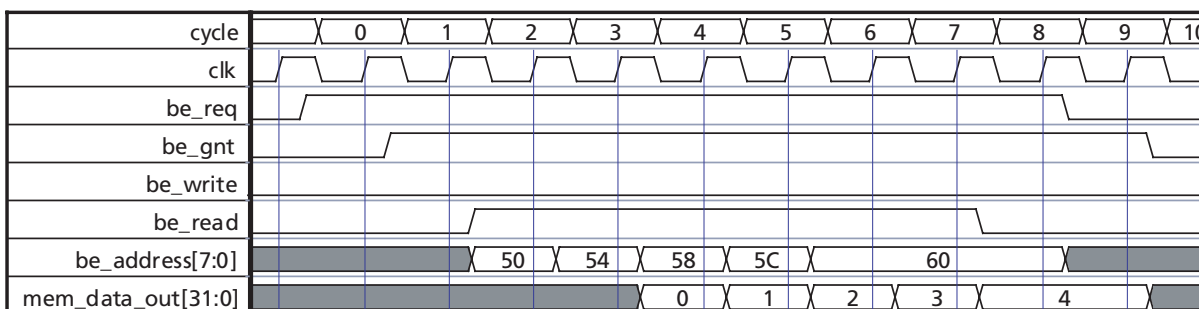 cycle 0 1 2 3 4 5 6 7 8 9 10
clk
be_req
be_gnt
be_write
be_read
be_address[7:0] 50 54 58 5C 60
mem_data_out[31:0] 0 1 2 3 4